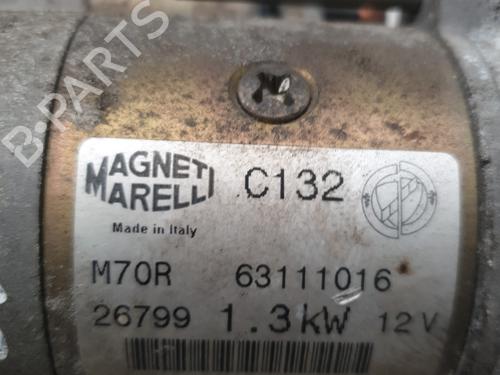 B-PARTS
MAGNETI
MARELLI
C132
Made in Italy
M70R 63111016
26799 1.3kW 12V